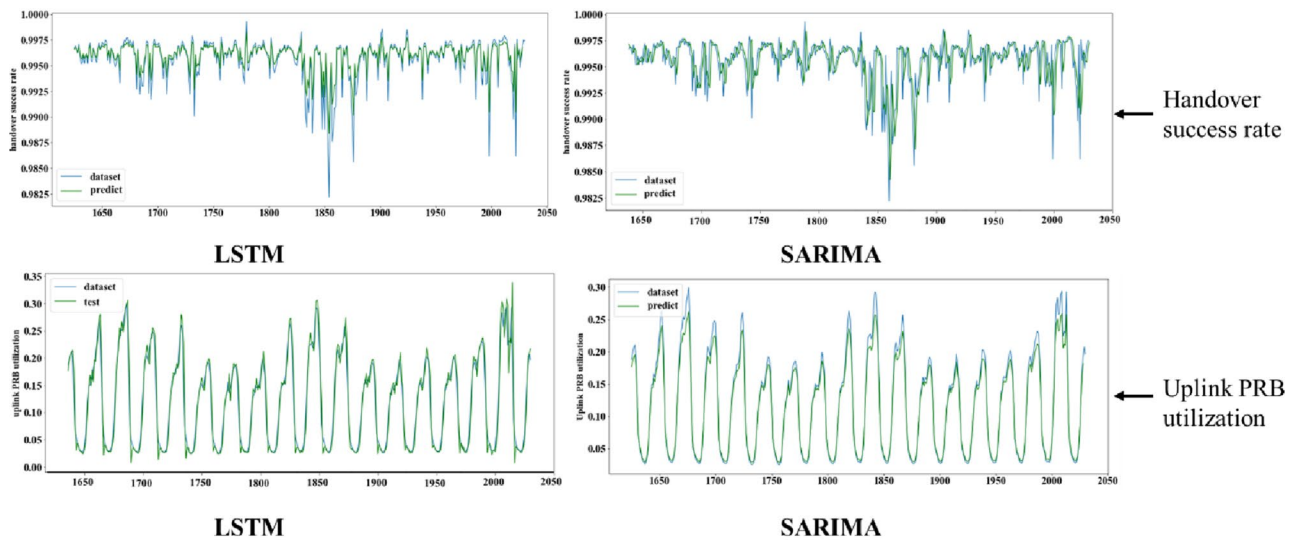 1.0000
0.9975
0.9950
0.9925
0.9900
0.9875
0.9850
0.9825
handover success rate
dataset
predict
1650 1700 1750 1800 1850 1900 1950 2000 2050
LSTM
1.0000
0.9975
0.9950
0.9925
0.9900
0.9875
0.9850
0.9825
handover success rate
dataset
predict
1650 1700 1750 1800 1850 1900 1950 2000 2050
SARIMA
Handover
success rate
0.35
0.30
0.25
0.20
0.15
0.10
0.05
0.00
uplink PRB utilization
dataset
test
1650 1700 1750 1800 1850 1900 1950 2000 2050
LSTM
0.30
0.25
0.20
0.15
0.10
0.05
Uplink PRB utilization
dataset
predict
1650 1700 1750 1800 1850 1900 1950 2000 2050
SARIMA
Uplink PRB
utilization